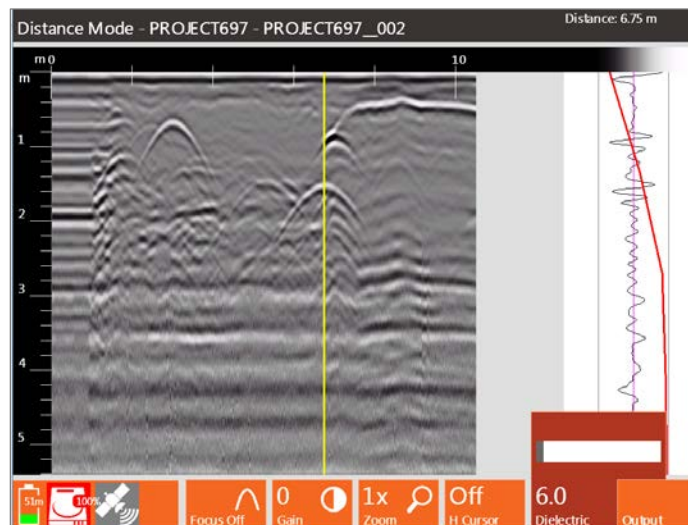 Distance Mode - PROJECT697 - PROJECT697__002
Distance: 6.75 m
m 0
10
m
1
2
3
4
5
51m
100%
Focus Off
0
Gain
1x
Zoom
Off
H Cursor
6.0
Dielectric
Output